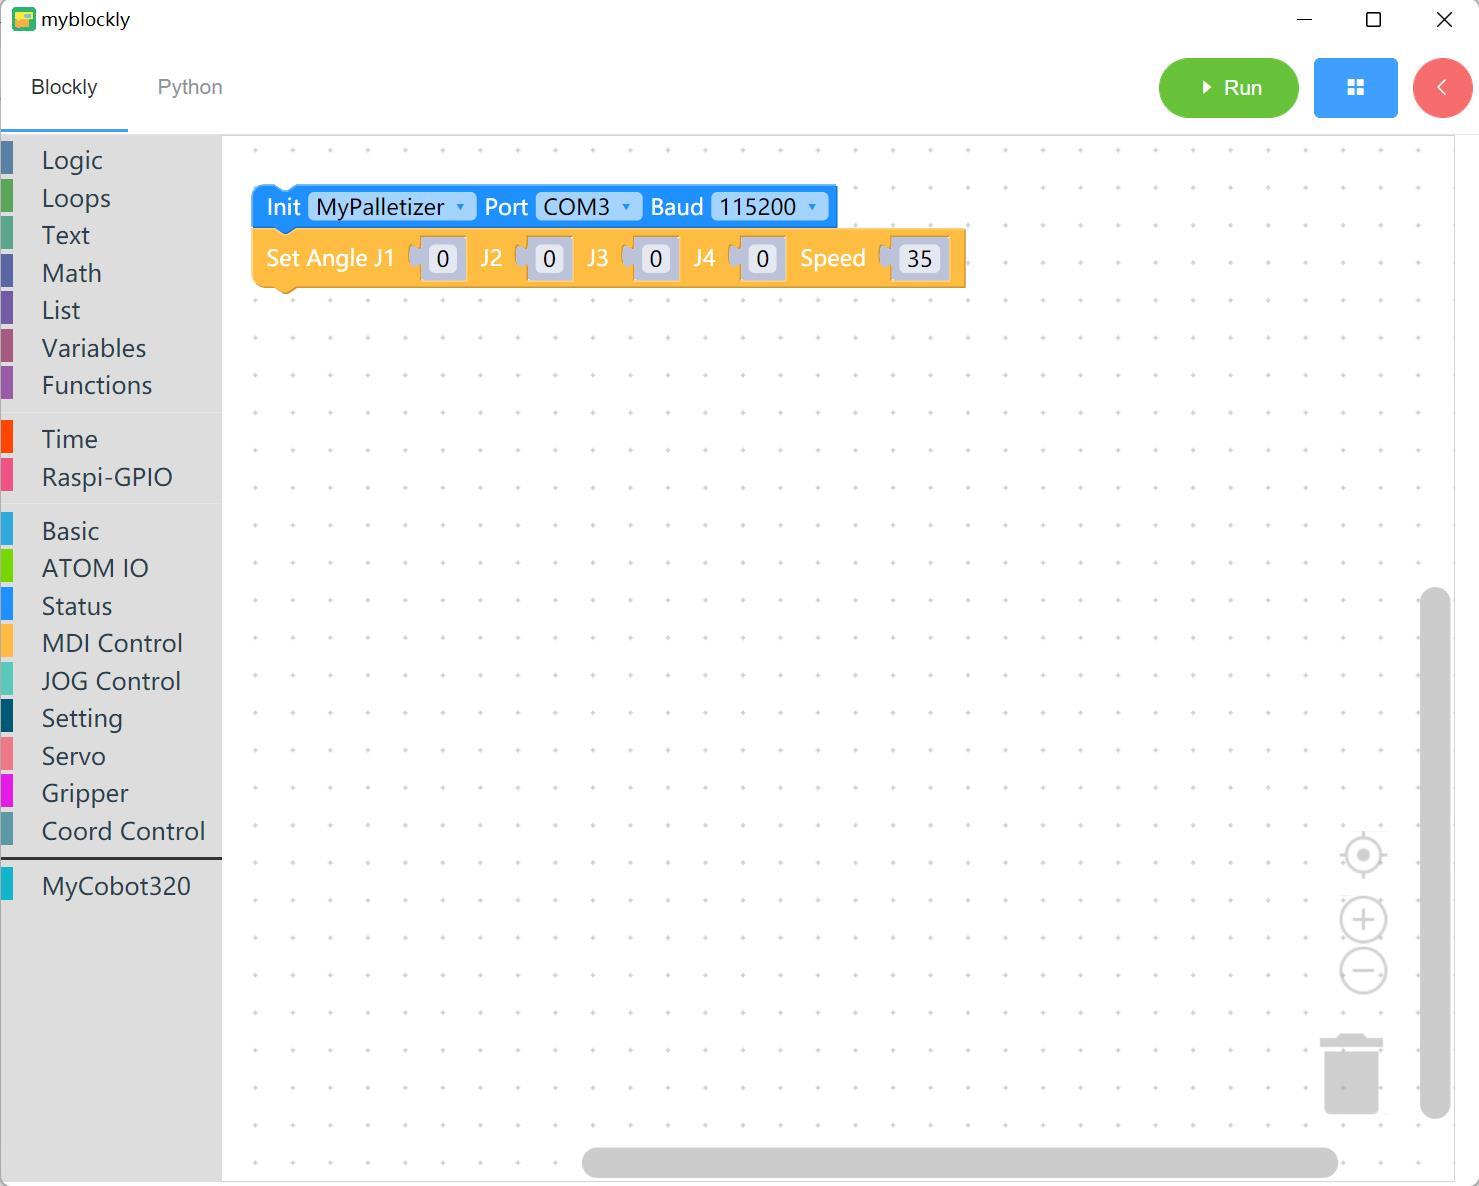 myblockly
Blockly Python Run
Logic
Loops
Text
Math
List
Variables
Functions
Time
Raspi-GPIO
Basic
ATOM IO
Status
MDI Control
JOG Control
Setting
Servo
Gripper
Coord Control
MyCobot320
Init MyPalletizer Port COM3 Baud 115200
Set Angle J1 0 J2 0 J3 0 J4 0 Speed 35